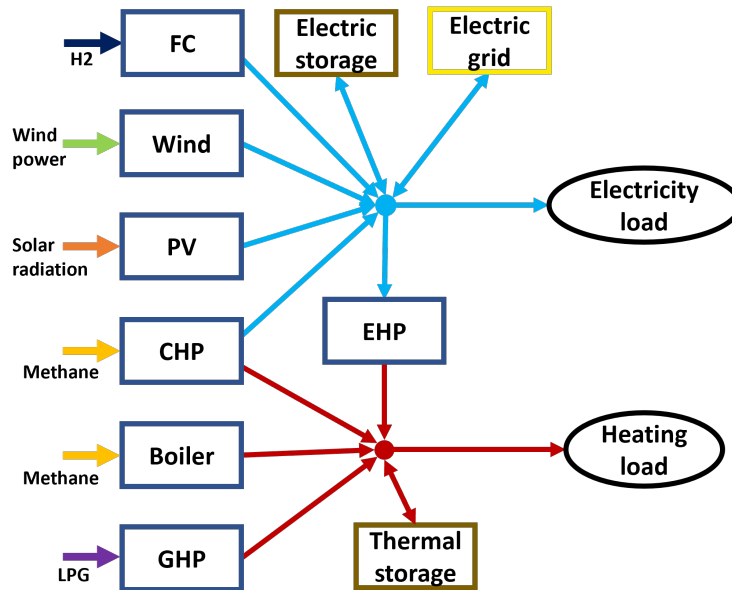 FC
Electric
storage
Electric
grid
H2
Wind
power
Wind
Electricity
load
Solar
radiation
PV
EHP
CHP
Methane
Boiler
Methane
Heating
load
GHP
LPG
Thermal
storage